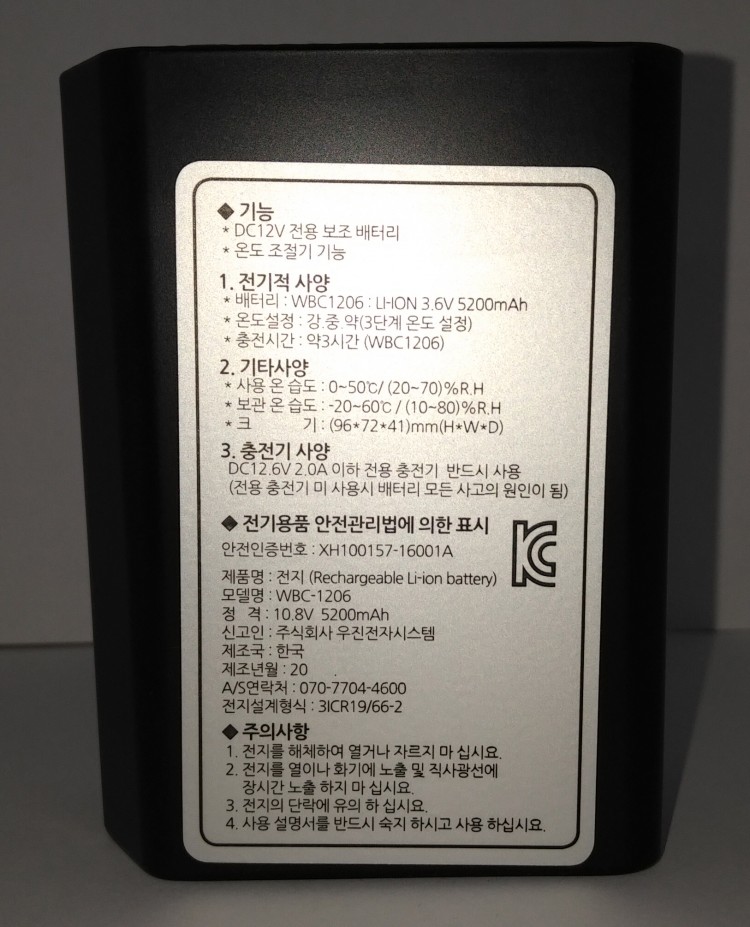 ◆ 기능
* DC12V 전용 보조 배터리
* 온도 조절기 기능
1. 전기적 사양
* 배터리 : WBC1206 : LI-ION 3.6V 5200mAh
* 온도설정 : 강.중.약(3단계 온도 설정)
* 충전시간 : 약3시간 (WBC1206)
2. 기타사양
* 사용 온 습도 : 0~50℃/ (20~70)%R.H
* 보관 온 습도 : -20~60℃ / (10~80)%R.H
* 크 기 : (96*72*41)mm(H*W*D)
3. 충전기 사양
DC12.6V 2.0A 이하 전용 충전기 반드시 사용
(전용 충전기 미 사용시 배터리 모든 사고의 원인이 됨)
◆ 전기용품 안전관리법에 의한 표시
안전인증번호 : XH100157-16001A
제품명 : 전지 (Rechargeable Li-ion battery)
모델명 : WBC-1206
정 격 : 10.8V 5200mAh
신고인 : 주식회사 우진전자시스템
제조국 : 한국
제조년월 : 20 .
A/S연락처 : 070-7704-4600
전지설계형식 : 3ICR19/66-2
◆ 주의사항
1. 전지를 해체하여 열거나 자르지 마 십시요.
2. 전지를 열이나 화기에 노출 및 직사광선에
장시간 노출 하지 마 십시요.
3. 전지의 단락에 유의 하 십시요.
4. 사용 설명서를 반드시 숙지 하시고 사용 하십시요.